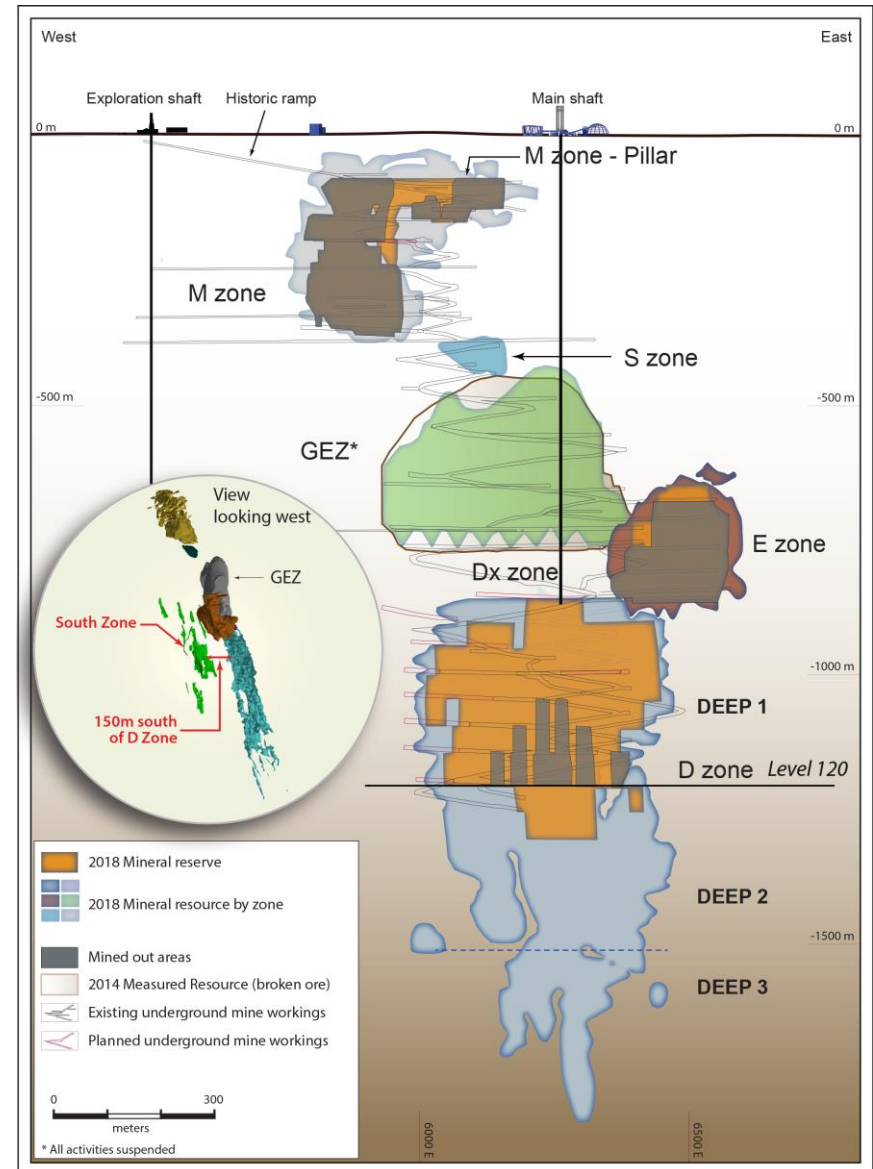 West
East
Exploration shaft
Historic ramp
Main shaft
0 m
0 m
M zone - Pillar
M zone
S zone
-500 m
-500 m
GEZ*
View
looking west
GEZ
E zone
Dx zone
South Zone
-1000 m
150m south
of D Zone
DEEP 1
D zone
Level 120
2018 Mineral reserve
2018 Mineral resource by zone
DEEP 2
-1500 m
Mined out areas
2014 Measured Resource (broken ore)
DEEP 3
Existing underground mine workings
Planned underground mine workings
0
300
meters
6000 E
6500 E
* All activities suspended